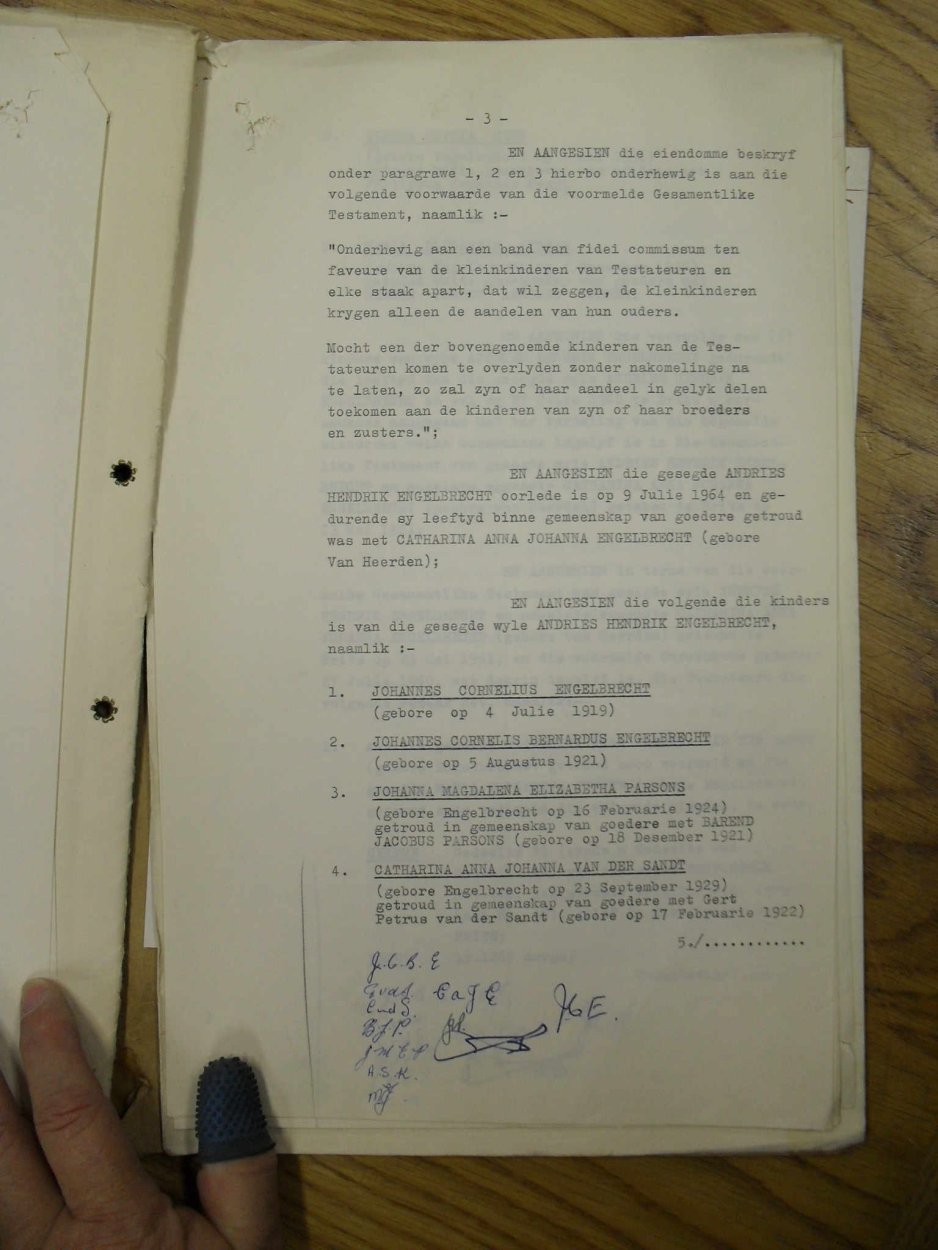 - 3 -
EN AANGESIEN die eiendomme beskryf
onder paragrawe 1, 2 en 3 hierbo onderhewig is aan die
volgende voorwaarde van die voormelde Gesamentlike
Testament, naamlik :-
"Onderhevig aan een band van fidei commissum ten
faveure van de kleinkinderen van Testateuren en
elke staak apart, dat wil zeggen, de kleinkinderen
krygen alleen de aandelen van hun ouders.
Mocht een der bovengenoemde kinderen van de Tes-
tateuren komen te overlyden zonder nakomelinge na
te laten, zo zal zyn of haar aandeel in gelyk delen
toekomen aan de kinderen van zyn of haar broeders
en zusters.";
EN AANGESIEN die gesegde ANDRIES
HENDRIK ENGELBRECHT oorlede is op 9 Julie 1964 en ge-
durende sy leeftyd binne gemeenskap van goedere getroud
was met CATHARINA ANNA JOHANNA ENGELBRECHT (gebore
Van Heerden);
EN AANGESIEN die volgende die kinders
is van die gesegde wyle ANDRIES HENDRIK ENGELBRECHT,
naamlik :-
1. JOHANNES CORNELIUS ENGELBRECHT
(gebore op 4 Julie 1919)
2. JOHANNES CORNELIS BERNARDUS ENGELBRECHT
(gebore op 5 Augustus 1921)
3. JOHANNA MAGDALENA ELIZABETHA PARSONS
(gebore Engelbrecht op 16 Februarie 1924)
getroud in gemeenskap van goedere met BAREND
JACOBUS PARSONS (gebore op 18 Desember 1921)
4. CATHARINA ANNA JOHANNA VAN DER SANDT
(gebore Engelbrecht op 23 September 1929)
getroud in gemeenskap van goedere met Gert
Petrus van der Sandt (gebore op 17 Februarie 1922)
5./............
J.C.B. E
GvdS. C a J E
CvdS.
B J P.
J M E P
A.S.K.